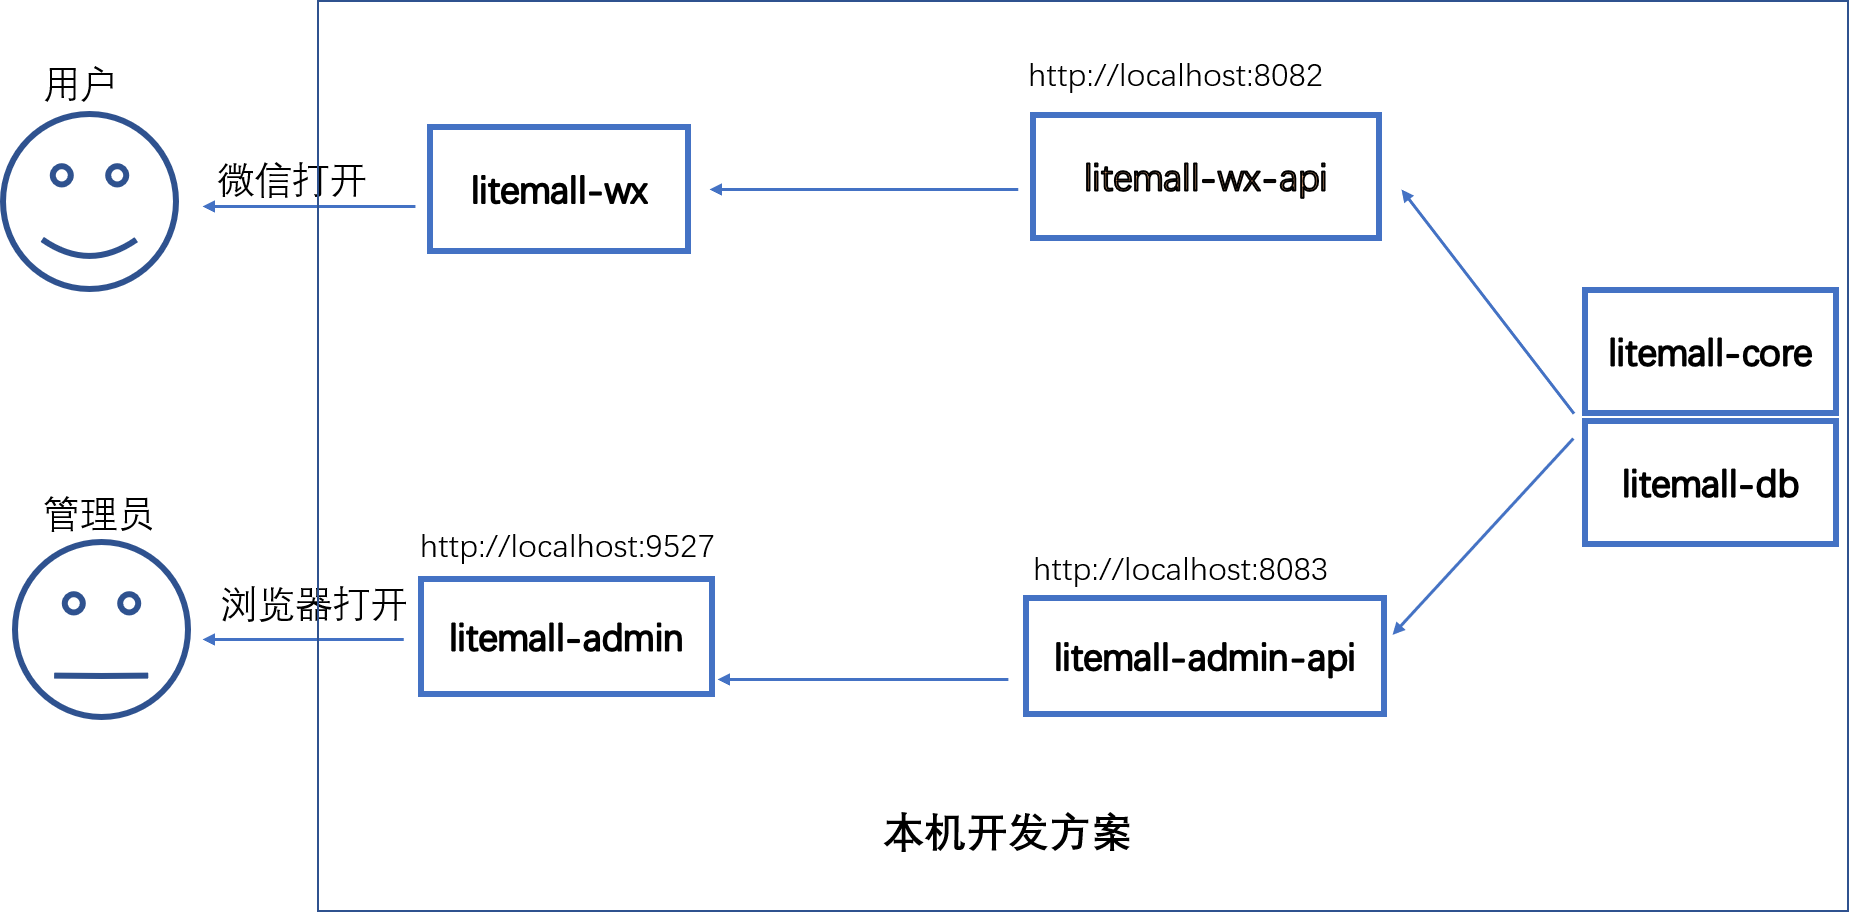 用户
微信打开
litemall-wx
http://localhost:8082
litemall-wx-api
litemall-core
litemall-db
管理员
浏览器打开
http://localhost:9527
litemall-admin
http://localhost:8083
litemall-admin-api
本机开发方案